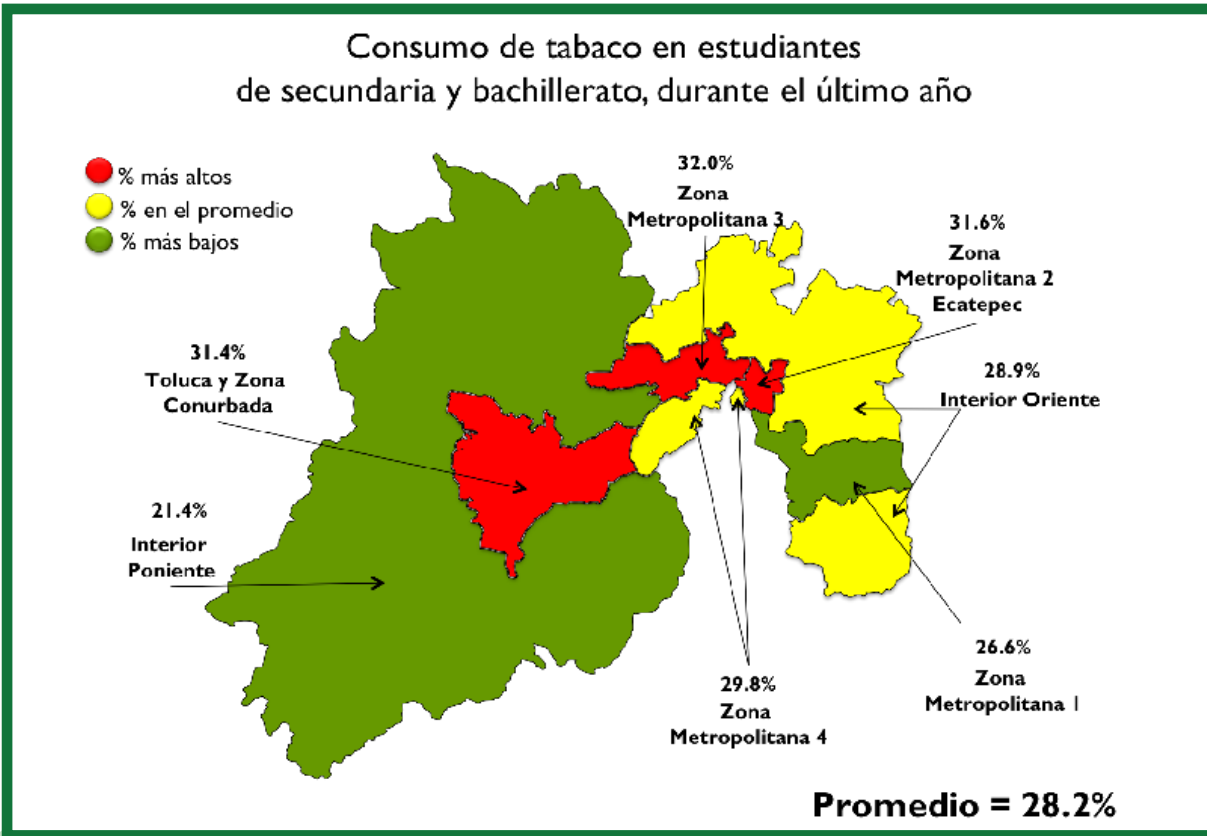 Consumo de tabaco en estudiantes
de secundaria y bachillerato, durante el último año
% más altos
% en el promedio
% más bajos
32.0%
Zona
Metropolitana 3
31.6%
Zona
Metropolitana 2
Ecatepec
31.4%
Toluca y Zona
Conurbada
28.9%
Interior Oriente
21.4%
Interior
Poniente
26.6%
Zona
Metropolitana 1
29.8%
Zona
Metropolitana 4
Promedio = 28.2%